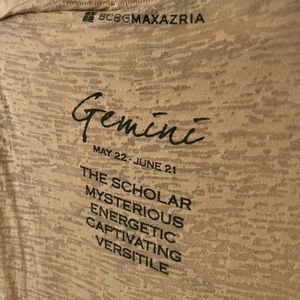 BCBGMAXAZRIA
Gemini
MAY 22 - JUNE 21
THE SCHOLAR
MYSTERIOUS
ENERGETIC
CAPTIVATING
VERSITILE